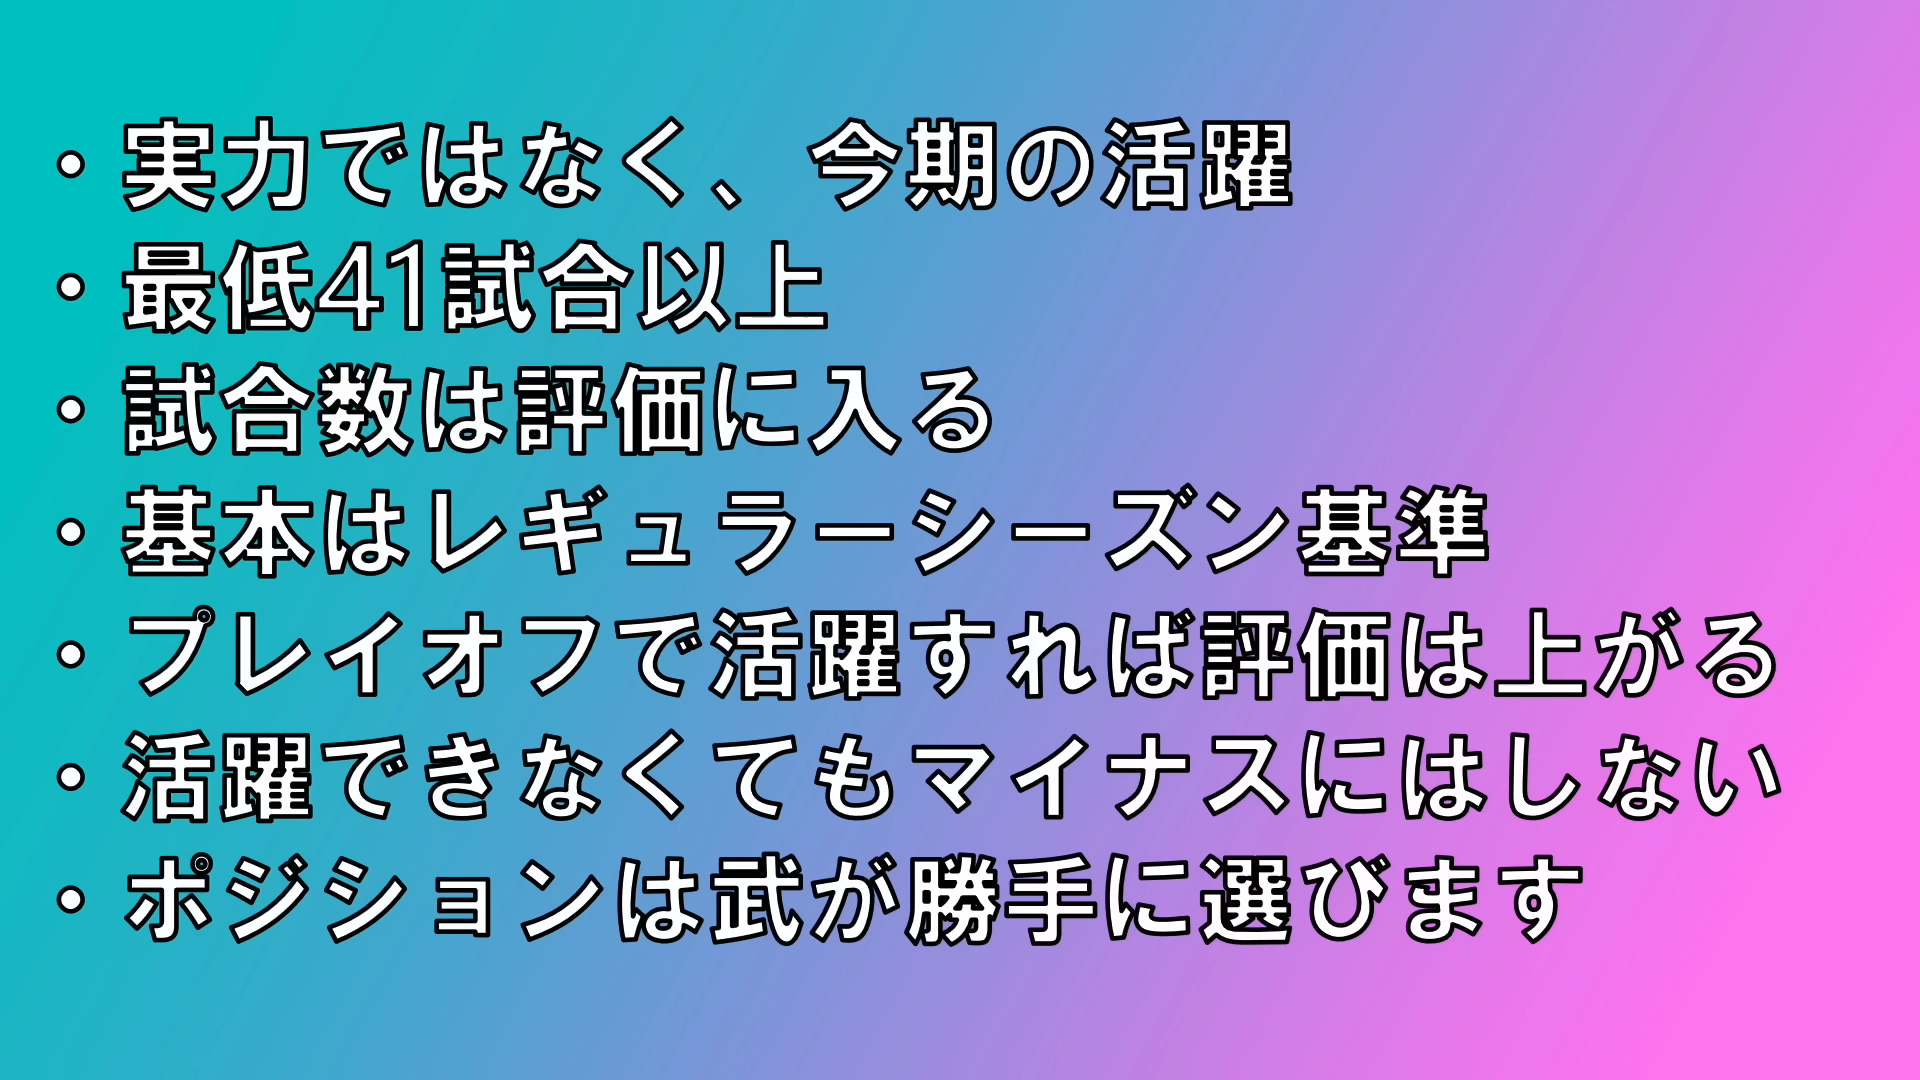 ・実力ではなく、今期の活躍
・最低41試合以上
・試合数は評価に入る
・基本はレギュラーシーズン基準
・プレイオフで活躍すれば評価は上がる
・活躍できなくてもマイナスにはしない
・ポジションは武が勝手に選びます